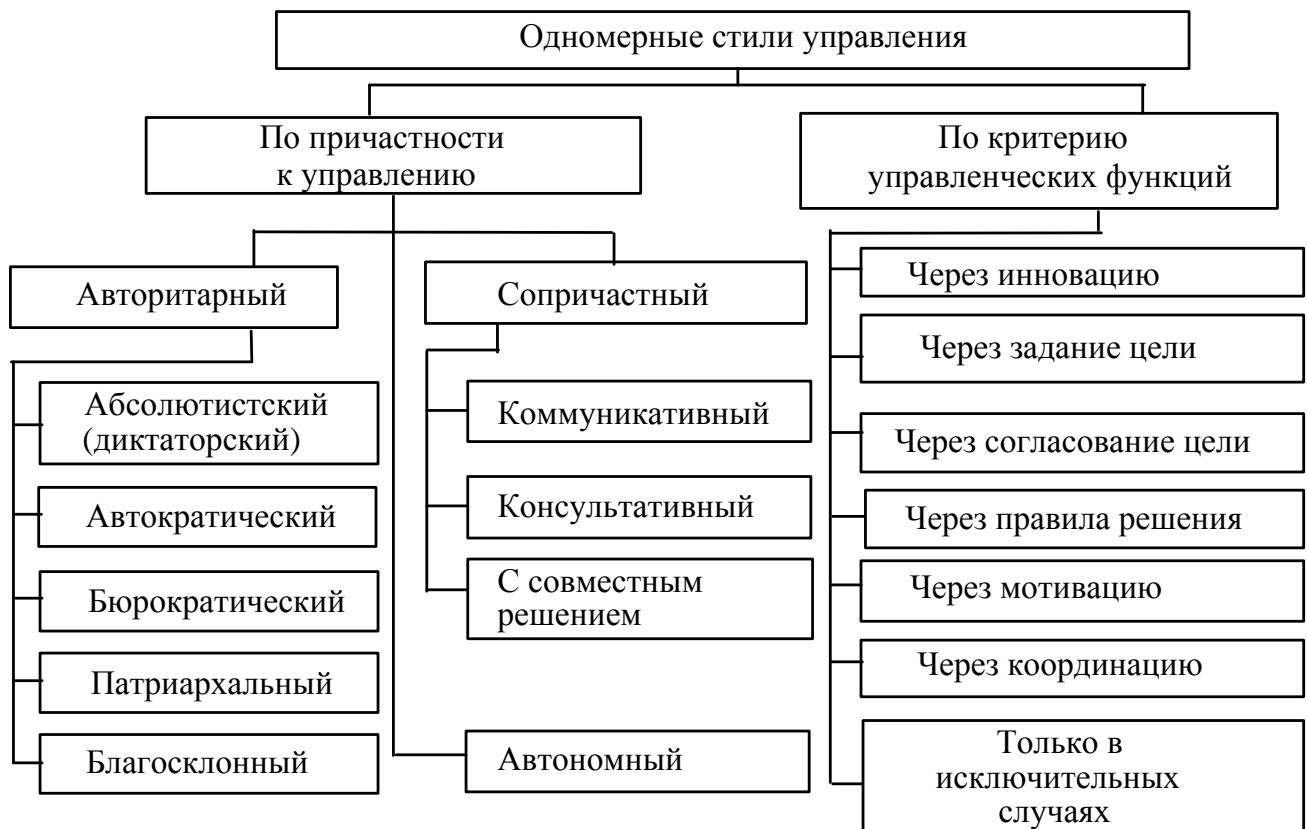 Одномерные стили управления
По причастности
к управлению
По критерию
управленческих функций
Авторитарный
Сопричастный
Абсолютистский
(диктаторский)
Автократический
Бюрократический
Патриархальный
Благосклонный
Коммуникативный
Консультативный
С совместным
решением
Автономный
Через инновацию
Через задание цели
Через согласование цели
Через правила решения
Через мотивацию
Через координацию
Только в
исключительных
случаях